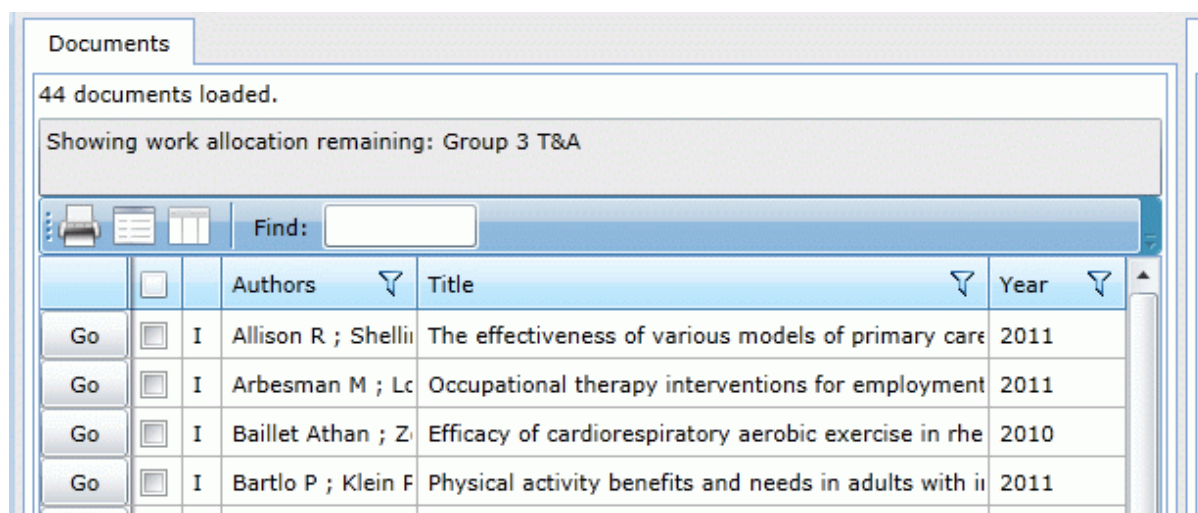 Documents
44 documents loaded.
Showing work allocation remaining: Group 3 T&A
Find:
Authors Title Year
Go I Allison R ; Shelli The effectiveness of various models of primary care 2011
Go I Arbesman M ; Lo Occupational therapy interventions for employment 2011
Go I Baillet Athan ; Z Efficacy of cardiorespiratory aerobic exercise in rhe 2010
Go I Bartlo P ; Klein Physical activity benefits and needs in adults with 2011